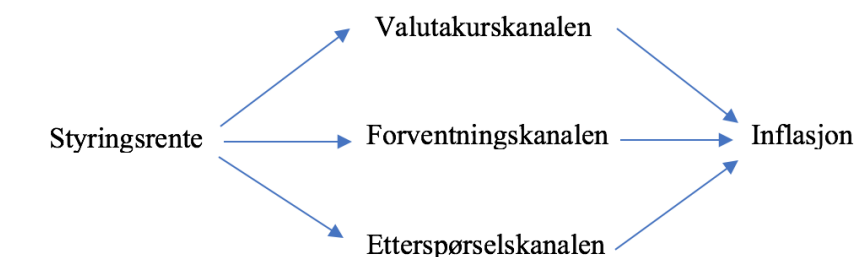 Valutakurskanalen
Styringsrente
Forventningskanalen
Inflasjon
Etterspørselskanalen